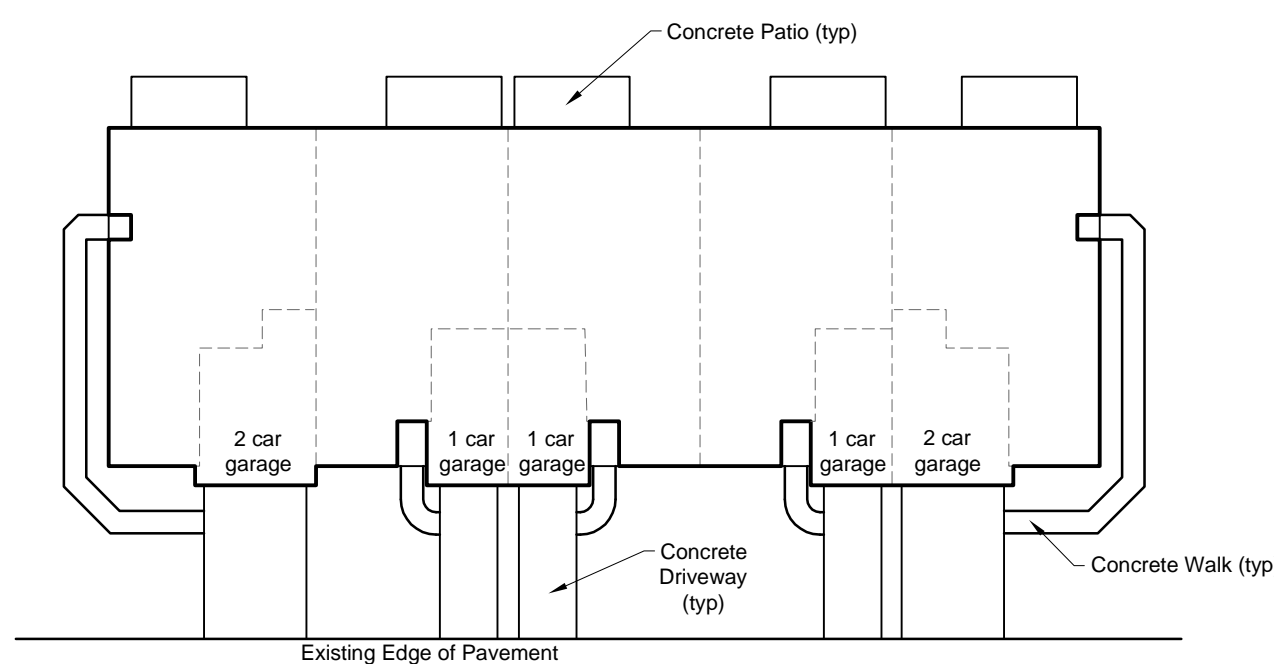 Concrete Patio (typ)
2 car
garage
1 car
garage
1 car
garage
1 car
garage
2 car
garage
Concrete
Driveway
(typ)
Concrete Walk (typ
Existing Edge of Pavement